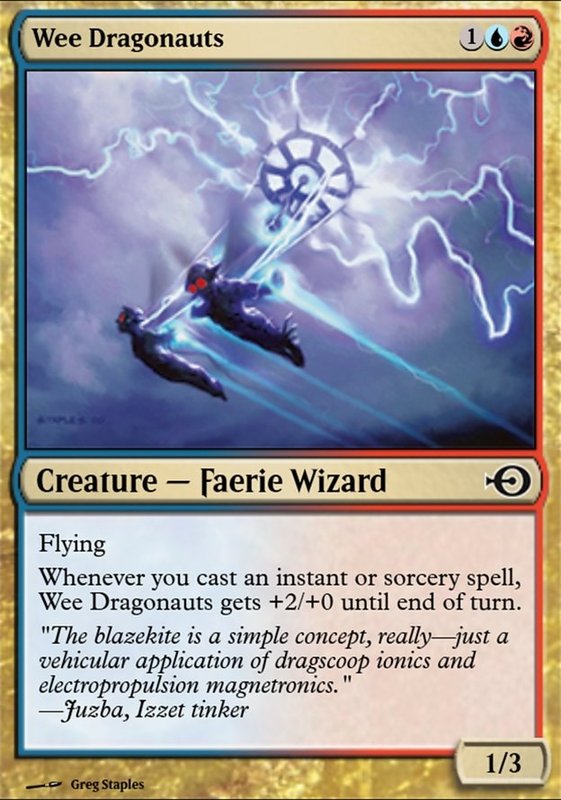 Wee Dragonauts 1
Creature — Faerie Wizard
Flying
Whenever you cast an instant or sorcery spell,
Wee Dragonauts gets +2/+0 until end of turn.
"The blazekite is a simple concept, really—just a
vehicular application of dragscoop ionics and
electropulsion magnetronics."
—Juzba, Izzet tinker
1/3
Greg Staples